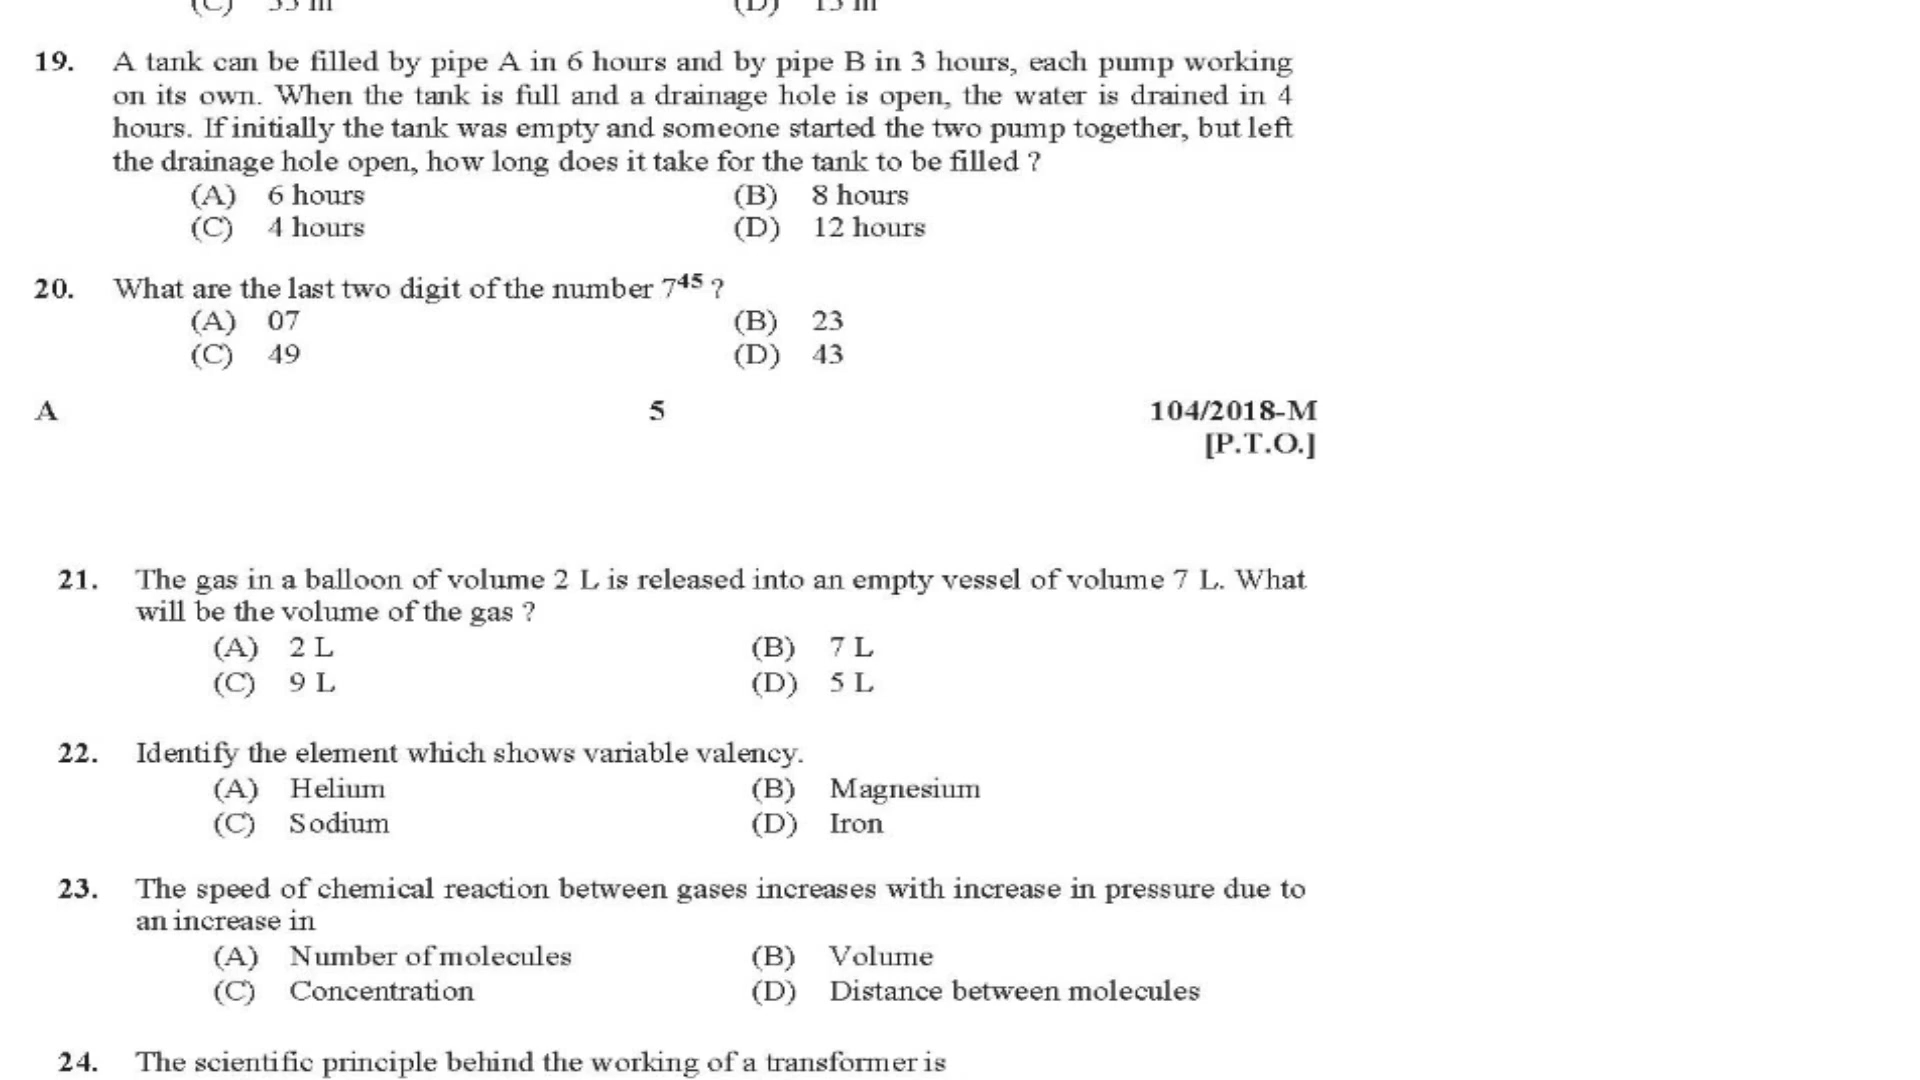 19. A tank can be filled by pipe A in 6 hours and by pipe B in 3 hours, each pump working
on its own. When the tank is full and a drainage hole is open, the water is drained in 4
hours. If initially the tank was empty and someone started the two pump together, but left
the drainage hole open, how long does it take for the tank to be filled ?
(A) 6 hours (B) 8 hours
(C) 4 hours (D) 12 hours
20. What are the last two digit of the number 7⁴⁵ ?
(A) 07 (B) 23
(C) 49 (D) 43
A 5 104/2018-M
[P.T.O.]
21. The gas in a balloon of volume 2 L is released into an empty vessel of volume 7 L. What
will be the volume of the gas ?
(A) 2 L (B) 7 L
(C) 9 L (D) 5 L
22. Identify the element which shows variable valency.
(A) Helium (B) Magnesium
(C) Sodium (D) Iron
23. The speed of chemical reaction between gases increases with increase in pressure due to
an increase in
(A) Number of molecules (B) Volume
(C) Concentration (D) Distance between molecules
24. The scientific principle behind the working of a transformer is